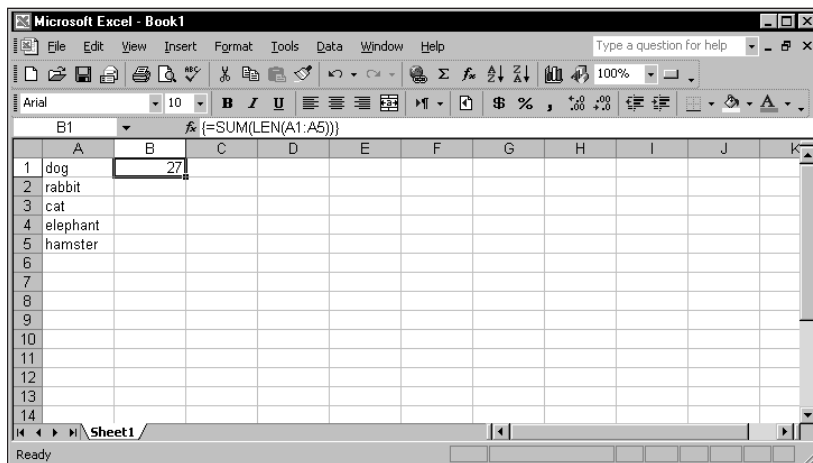 Microsoft Excel - Book1
File Edit View Insert Format Tools Data Window Help Type a question for help
100%
Arial 10 B I U $ % ,
B1 fx {=SUM(LEN(A1:A5))}
A B C D E F G H I J K
1 dog 27
2 rabbit
3 cat
4 elephant
5 hamster
6
7
8
9
10
11
12
13
14
Sheet1
Ready